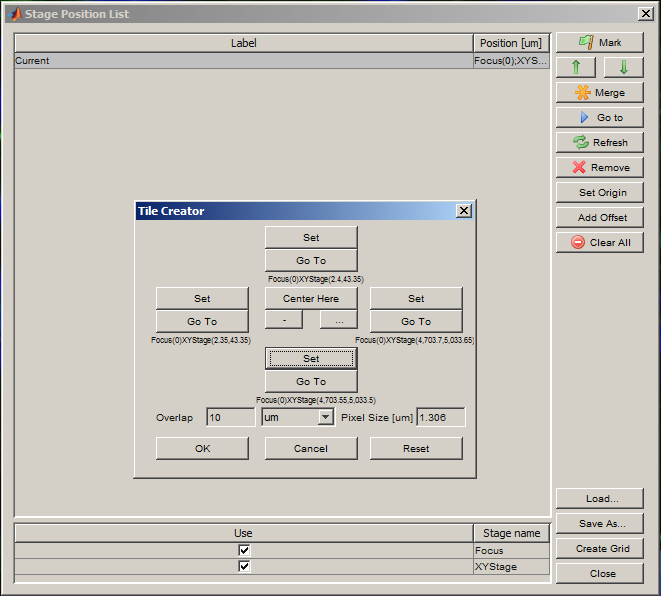 Stage Position List
Label Position [um]
Current Focus(0);XYS...
Mark
Merge
Go to
Refresh
Remove
Set Origin
Add Offset
Clear All
Tile Creator
Set
Go To
Focus(0)XYStage(2.4,43.35)
Set Center Here Set
Go To - ... Go To
Focus(0)XYStage(2.35,43.35) Focus(0)XYStage(4,703.7,5,033.65)
Set
Go To
Focus(0)XYStage(4,703.55,5,033.5)
Overlap 10 um Pixel Size [um] 1.306
OK Cancel Reset
Load...
Save As...
Create Grid
Close
Use Stage name
Focus
XYStage